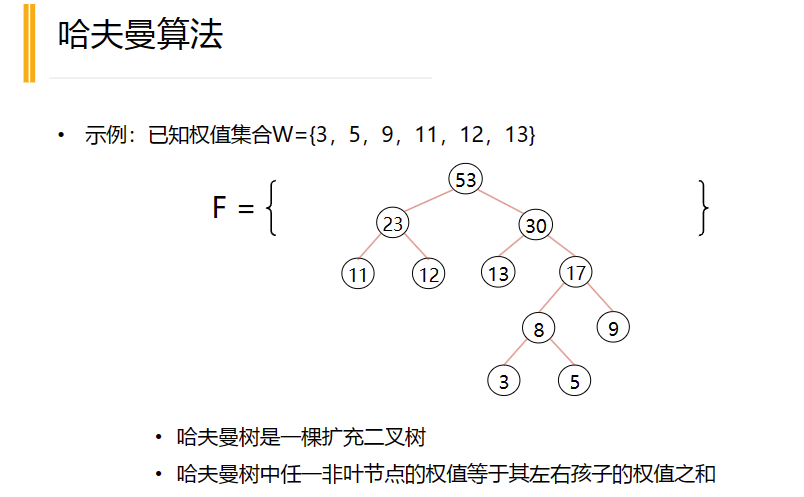 哈夫曼算法
• 示例：已知权值集合W={3，5，9，11，12，13}
F = { }
53
23 30
11 12 13 17
8 9
3 5
• 哈夫曼树是一棵扩充二叉树
• 哈夫曼树中任一非叶节点的权值等于其左右孩子的权值之和